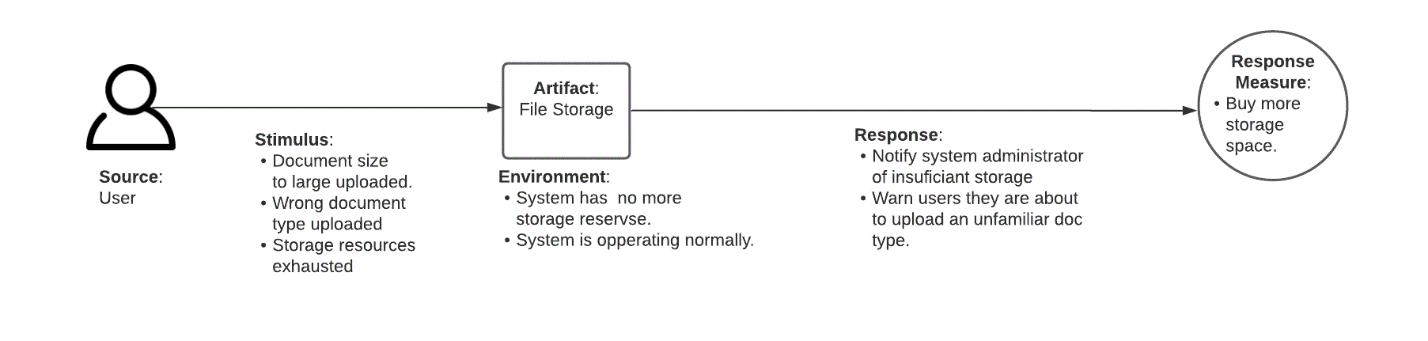 Source:
User
Stimulus:
• Document size
to large uploaded.
• Wrong document
type uploaded
• Storage resources
exhausted
Artifact:
File Storage
Environment:
• System has  no more
storage reservse.
• System is opperating normally.
Response:
• Notify system administrator
of insuficiant storage
• Warn users they are about
to upload an unfamiliar doc
type.
Response
Measure:
• Buy more
storage
space.